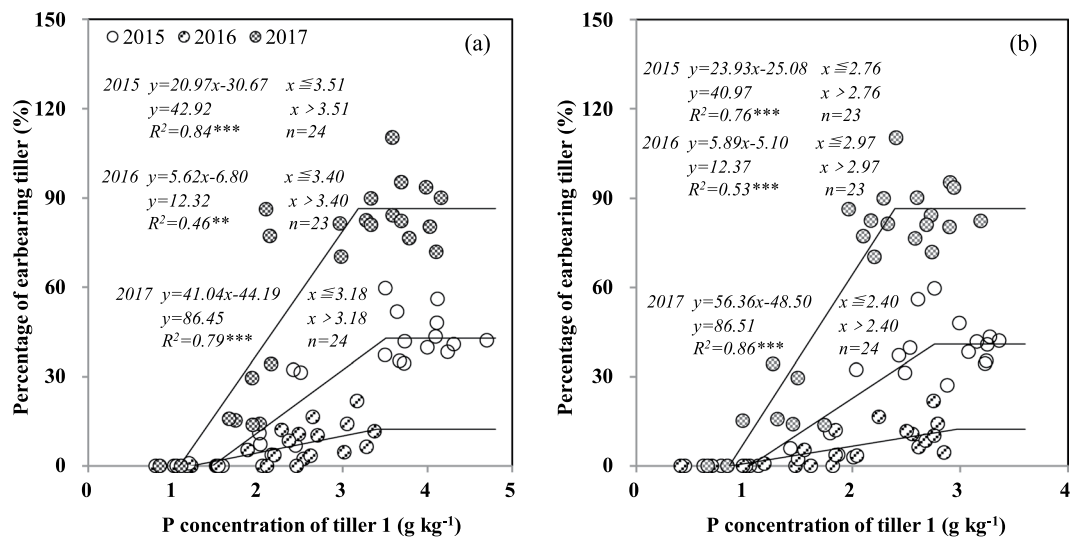 150
120
90
60
30
0
Percentage of earbearing tiller (%)
2015 2016 2017
(a)
2015 y=20.97x-30.67 x≦3.51
y=42.92 x>3.51
R²=0.84*** n=24
2016 y=5.62x-6.80 x≦3.40
y=12.32 x>3.40
R²=0.46** n=23
2017 y=41.04x-44.19 x≦3.18
y=86.45 x>3.18
R²=0.79*** n=24
0 1 2 3 4 5
P concentration of tiller 1 (g kg⁻¹)
150
120
90
60
30
0
Percentage of earbearing tiller (%)
(b)
2015 y=23.93x-25.08 x≦2.76
y=40.97 x>2.76
R²=0.76*** n=23
2016 y=5.89x-5.10 x≦2.97
y=12.37 x>2.97
R²=0.53*** n=23
2017 y=56.36x-48.50 x≦2.40
y=86.51 x>2.40
R²=0.86*** n=24
0 1 2 3 4
P concentration of tiller 1 (g kg⁻¹)